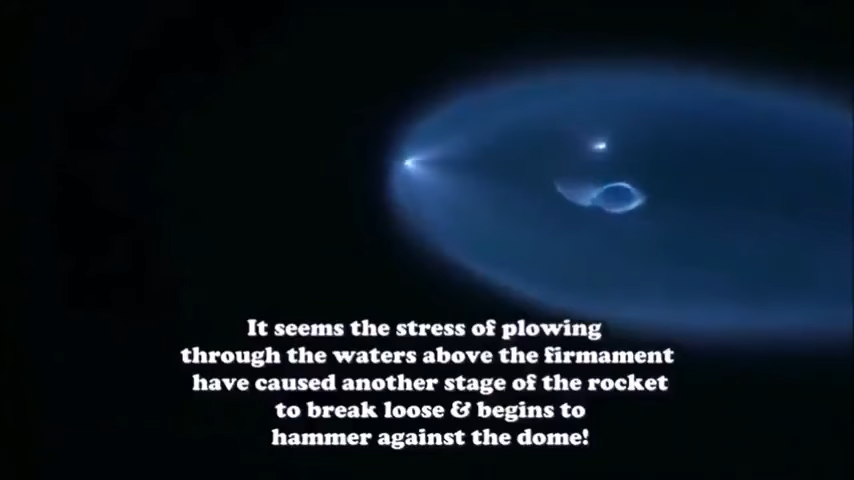 It seems the stress of plowing
through the waters above the firmament
have caused another stage of the rocket
to break loose & begins to
hammer against the dome!